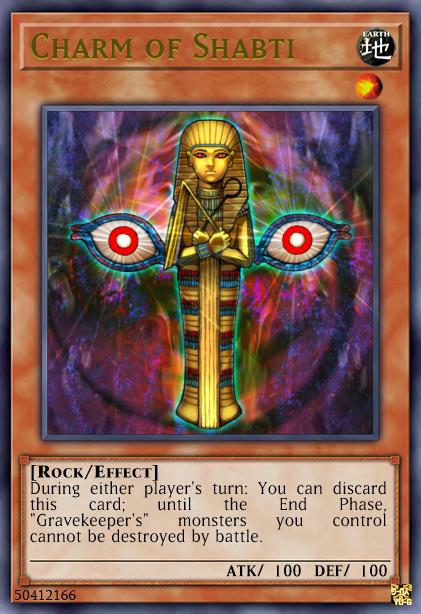 CHARM OF SHABTI
EARTH
地
[ROCK/EFFECT]
During either player's turn: You can discard
this card; until the End Phase,
"Gravekeeper's" monsters you control
cannot be destroyed by battle.
ATK/ 100 DEF/ 100
50412166